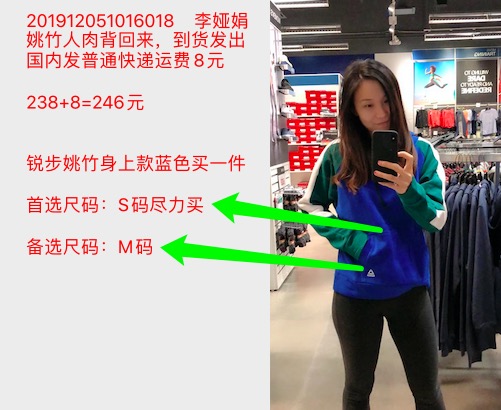 201912051016018 李娅娟
姚竹人肉背回来，到货发出
国内发普通快递运费8元
238+8=246元
锐步姚竹身上款蓝色买一件
首选尺码：S码尽力买
备选尺码：M码